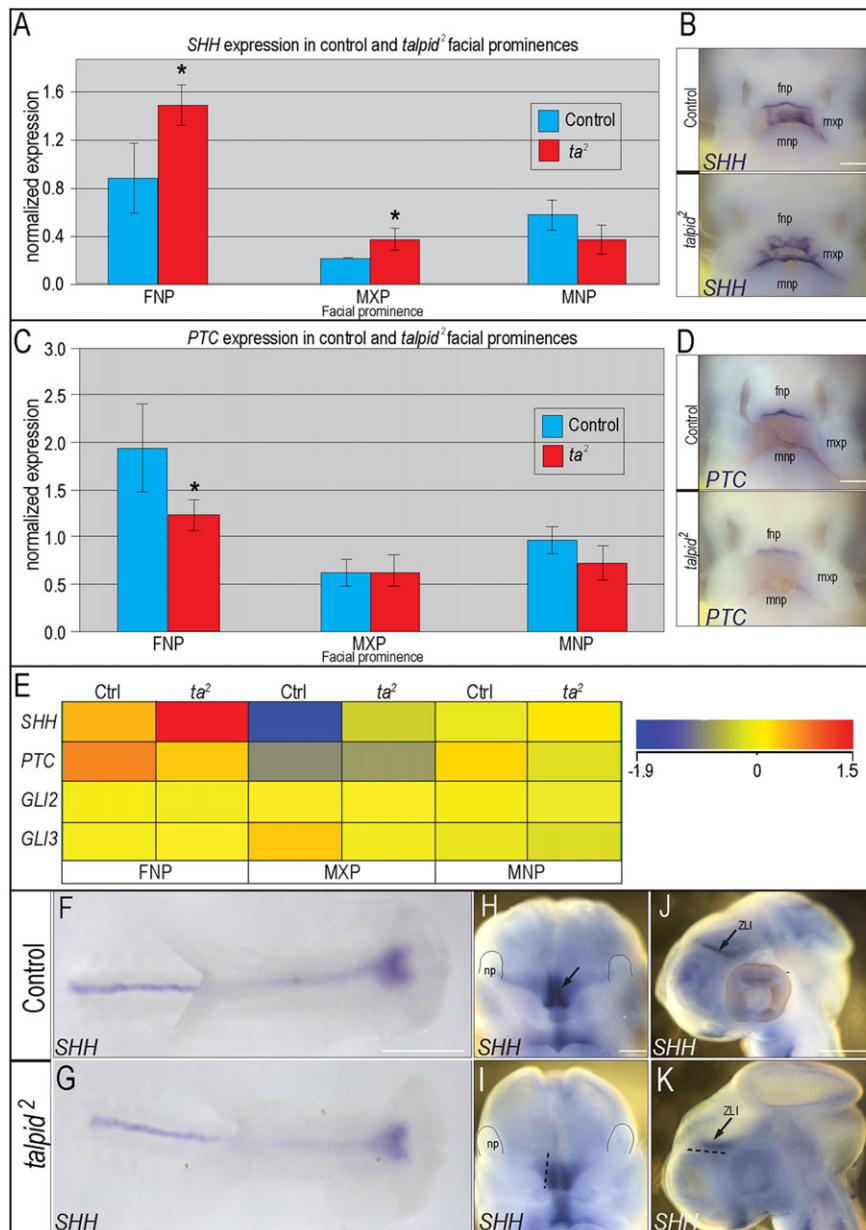 A
SHH expression in control and talpid² facial prominences
normalized expression
1.6
1.2
0.8
0.4
0.0
*
*
Control
ta²
FNP
MXP
MNP
Facial prominence
B
Control
fnp
mxp
mnp
SHH
talpid²
fnp
mxp
mnp
SHH
C
PTC expression in control and talpid² facial prominences
normalized expression
3.0
2.5
2.0
1.5
1.0
0.5
0.0
*
Control
ta²
FNP
MXP
MNP
Facial prominence
D
Control
fnp
mxp
mnp
PTC
talpid²
fnp
mxp
mnp
PTC
E
Ctrl ta² Ctrl ta² Ctrl ta²
SHH
PTC
GLI2
GLI3
FNP MXP MNP
-1.9 0 1.5
Control
F
SHH
H
np
SHH
J
ZLI
SHH
talpid²
G
SHH
I
np
SHH
K
ZLI
SHH